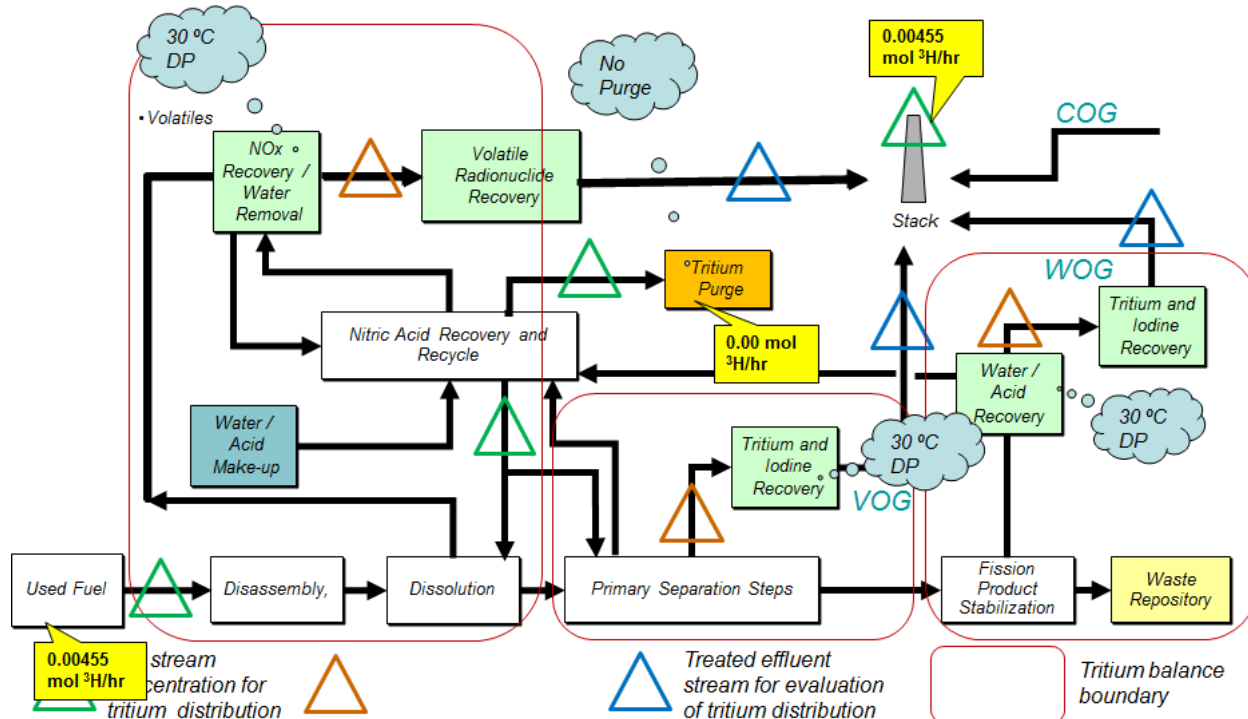 30 ºC
DP
No
Purge
0.00455
mol ³H/hr
COG
• Volatiles
NOx
Recovery /
Water
Removal
Volatile
Radionuclide
Recovery
Stack
WOG
Tritium
Purge
Nitric Acid Recovery and
Recycle
0.00 mol
³H/hr
Tritium and
Iodine
Recovery
Water /
Acid
Recovery
30 ºC
DP
Water /
Acid
Make-up
Tritium and
Iodine
Recovery
30 ºC
DP
VOG
Used Fuel
Disassembly,
Dissolution
Primary Separation Steps
Fission
Product
Stabilization
Waste
Repository
0.00455
mol ³H/hr
stream
centration for
tritium distribution
Treated effluent
stream for evaluation
of tritium distribution
Tritium balance
boundary